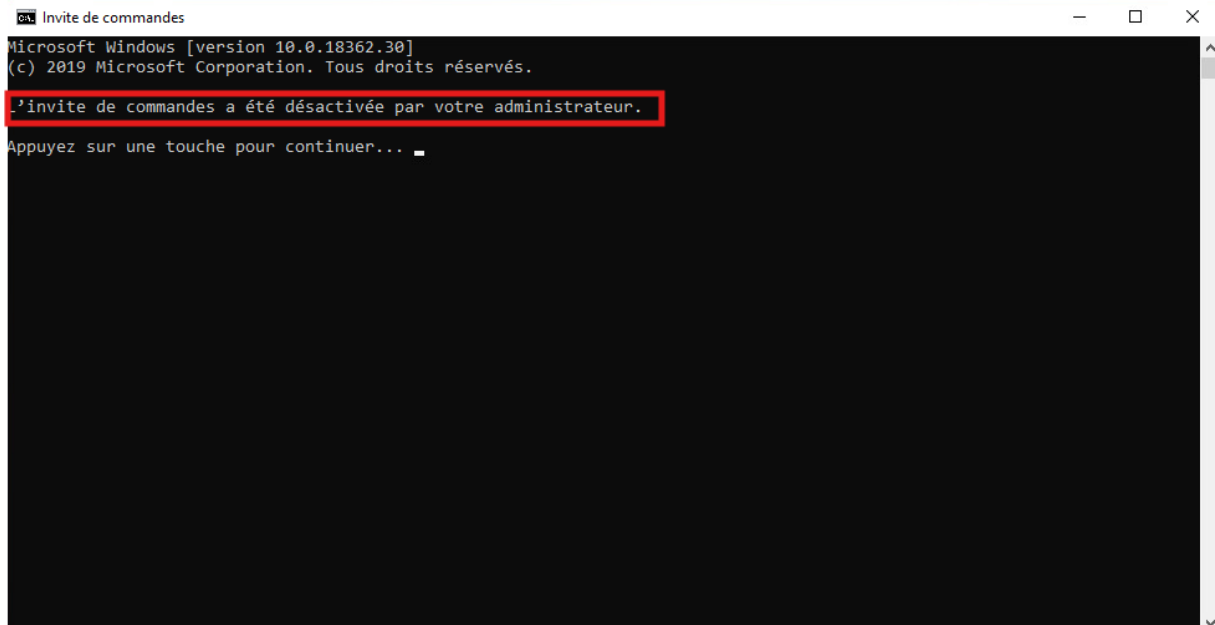 Invite de commandes
Microsoft Windows [version 10.0.18362.30]
(c) 2019 Microsoft Corporation. Tous droits réservés.
L’invite de commandes a été désactivée par votre administrateur.
Appuyez sur une touche pour continuer...